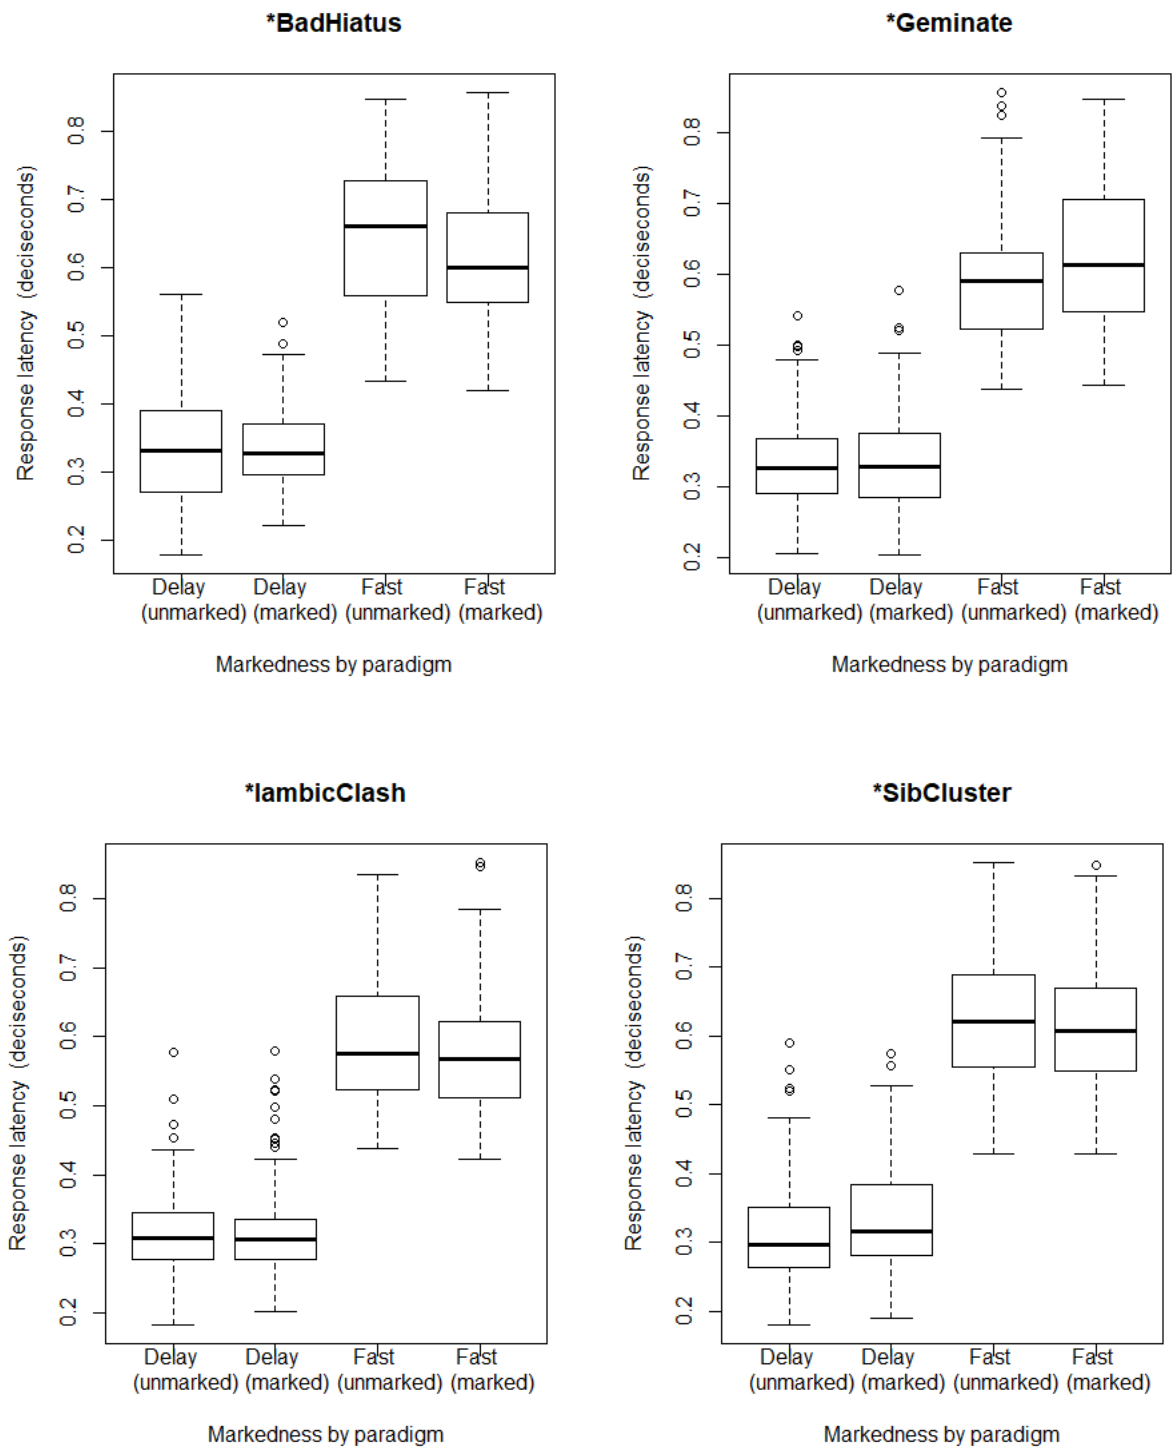 *BadHiatus
Response latency (deciseconds)
0.8
0.7
0.6
0.5
0.4
0.3
0.2
Delay Delay Fast Fast
(unmarked) (marked) (unmarked) (marked)
Markedness by paradigm
*Geminate
Response latency (deciseconds)
0.8
0.7
0.6
0.5
0.4
0.3
0.2
Delay Delay Fast Fast
(unmarked) (marked) (unmarked) (marked)
Markedness by paradigm
*IambicClash
Response latency (deciseconds)
0.8
0.7
0.6
0.5
0.4
0.3
0.2
Delay Delay Fast Fast
(unmarked) (marked) (unmarked) (marked)
Markedness by paradigm
*SibCluster
Response latency (deciseconds)
0.8
0.7
0.6
0.5
0.4
0.3
0.2
Delay Delay Fast Fast
(unmarked) (marked) (unmarked) (marked)
Markedness by paradigm